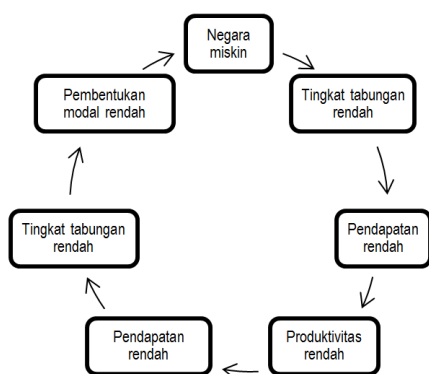 Negara
miskin
Tingkat tabungan
rendah
Pendapatan
rendah
Produktivitas
rendah
Pendapatan
rendah
Tingkat tabungan
rendah
Pembentukan
modal rendah